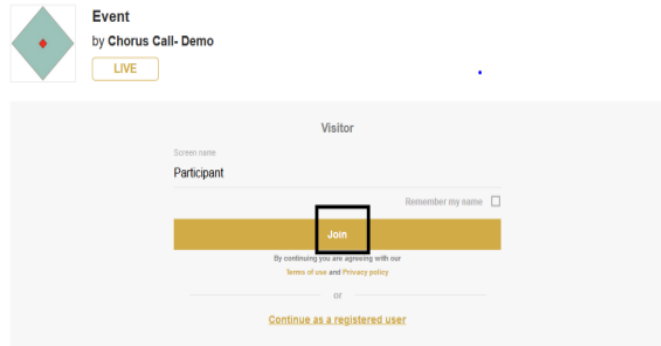 Event
by Chorus Call- Demo
LIVE
Visitor
Screen name
Participant
Remember my name
Join
By continuing you are agreeing with our
Terms of use and Privacy policy
or
Continue as a registered user